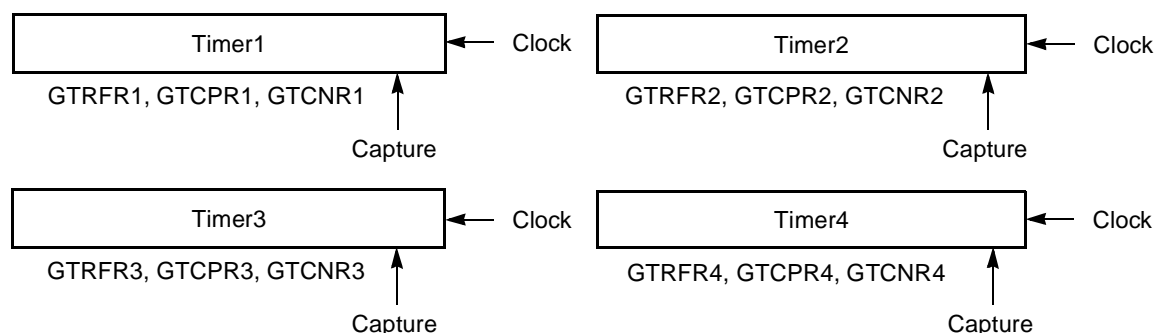 Timer1 Clock Timer2 Clock
GTRFR1, GTCPR1, GTCNR1 GTRFR2, GTCPR2, GTCNR2
Capture Capture
Timer3 Clock Timer4 Clock
GTRFR3, GTCPR3, GTCNR3 GTRFR4, GTCPR4, GTCNR4
Capture Capture